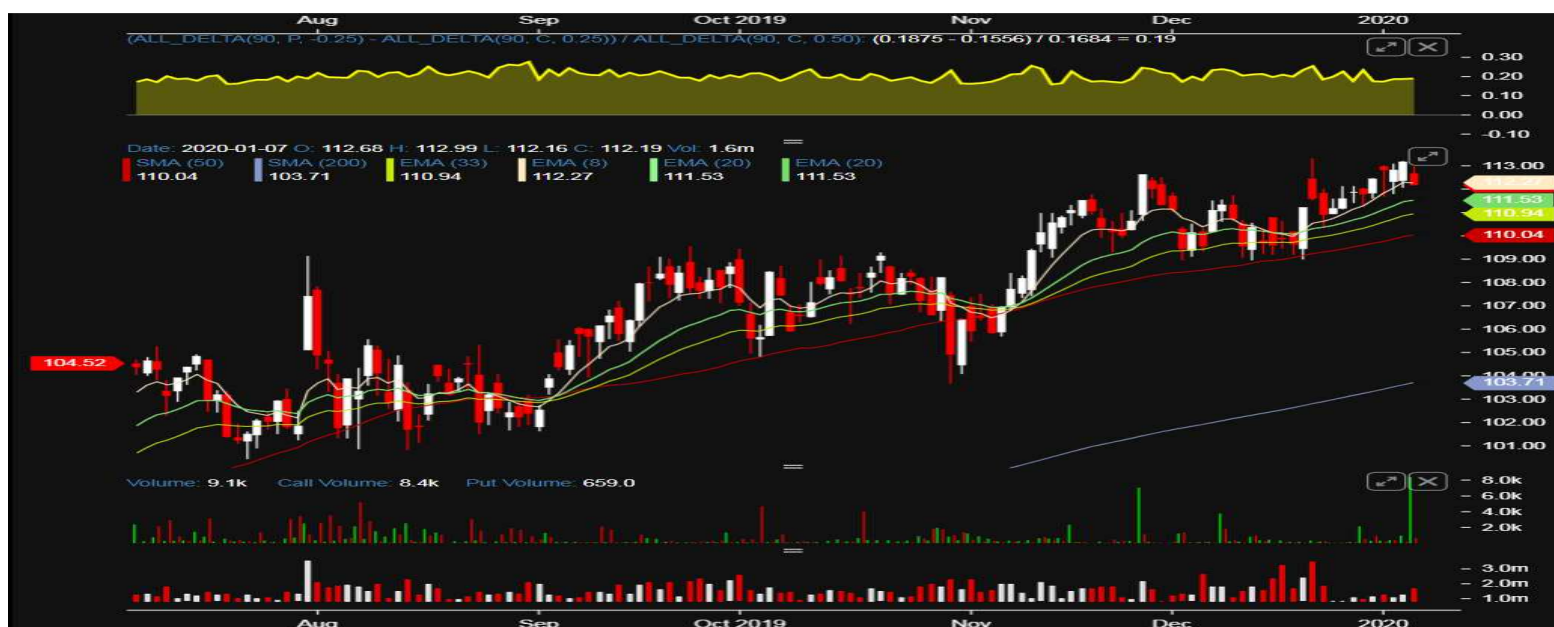 Aug Sep Oct 2019 Nov Dec 2020
(ALL_DELTA(90, P, -0.25) - ALL_DELTA(90, C, 0.25)) / ALL_DELTA(90, C, 0.50): (0.1875 - 0.1556) / 0.1684 = 0.19
0.30
0.20
0.10
0.00
-0.10
Date: 2020-01-07 O: 112.68 H: 112.99 L: 112.16 C: 112.19 Vol: 1.6m
SMA (50) SMA (200) EMA (33) EMA (8) EMA (20) EMA (20)
110.04 103.71 110.94 112.27 111.53 111.53
113.00
112.27
111.53
110.94
110.04
109.00
108.00
107.00
106.00
105.00
104.52
104.00
103.71
103.00
102.00
101.00
Volume: 9.1k Call Volume: 8.4k Put Volume: 659.0
8.0k
6.0k
4.0k
2.0k
3.0m
2.0m
1.0m
Aug Sep Oct 2019 Nov Dec 2020